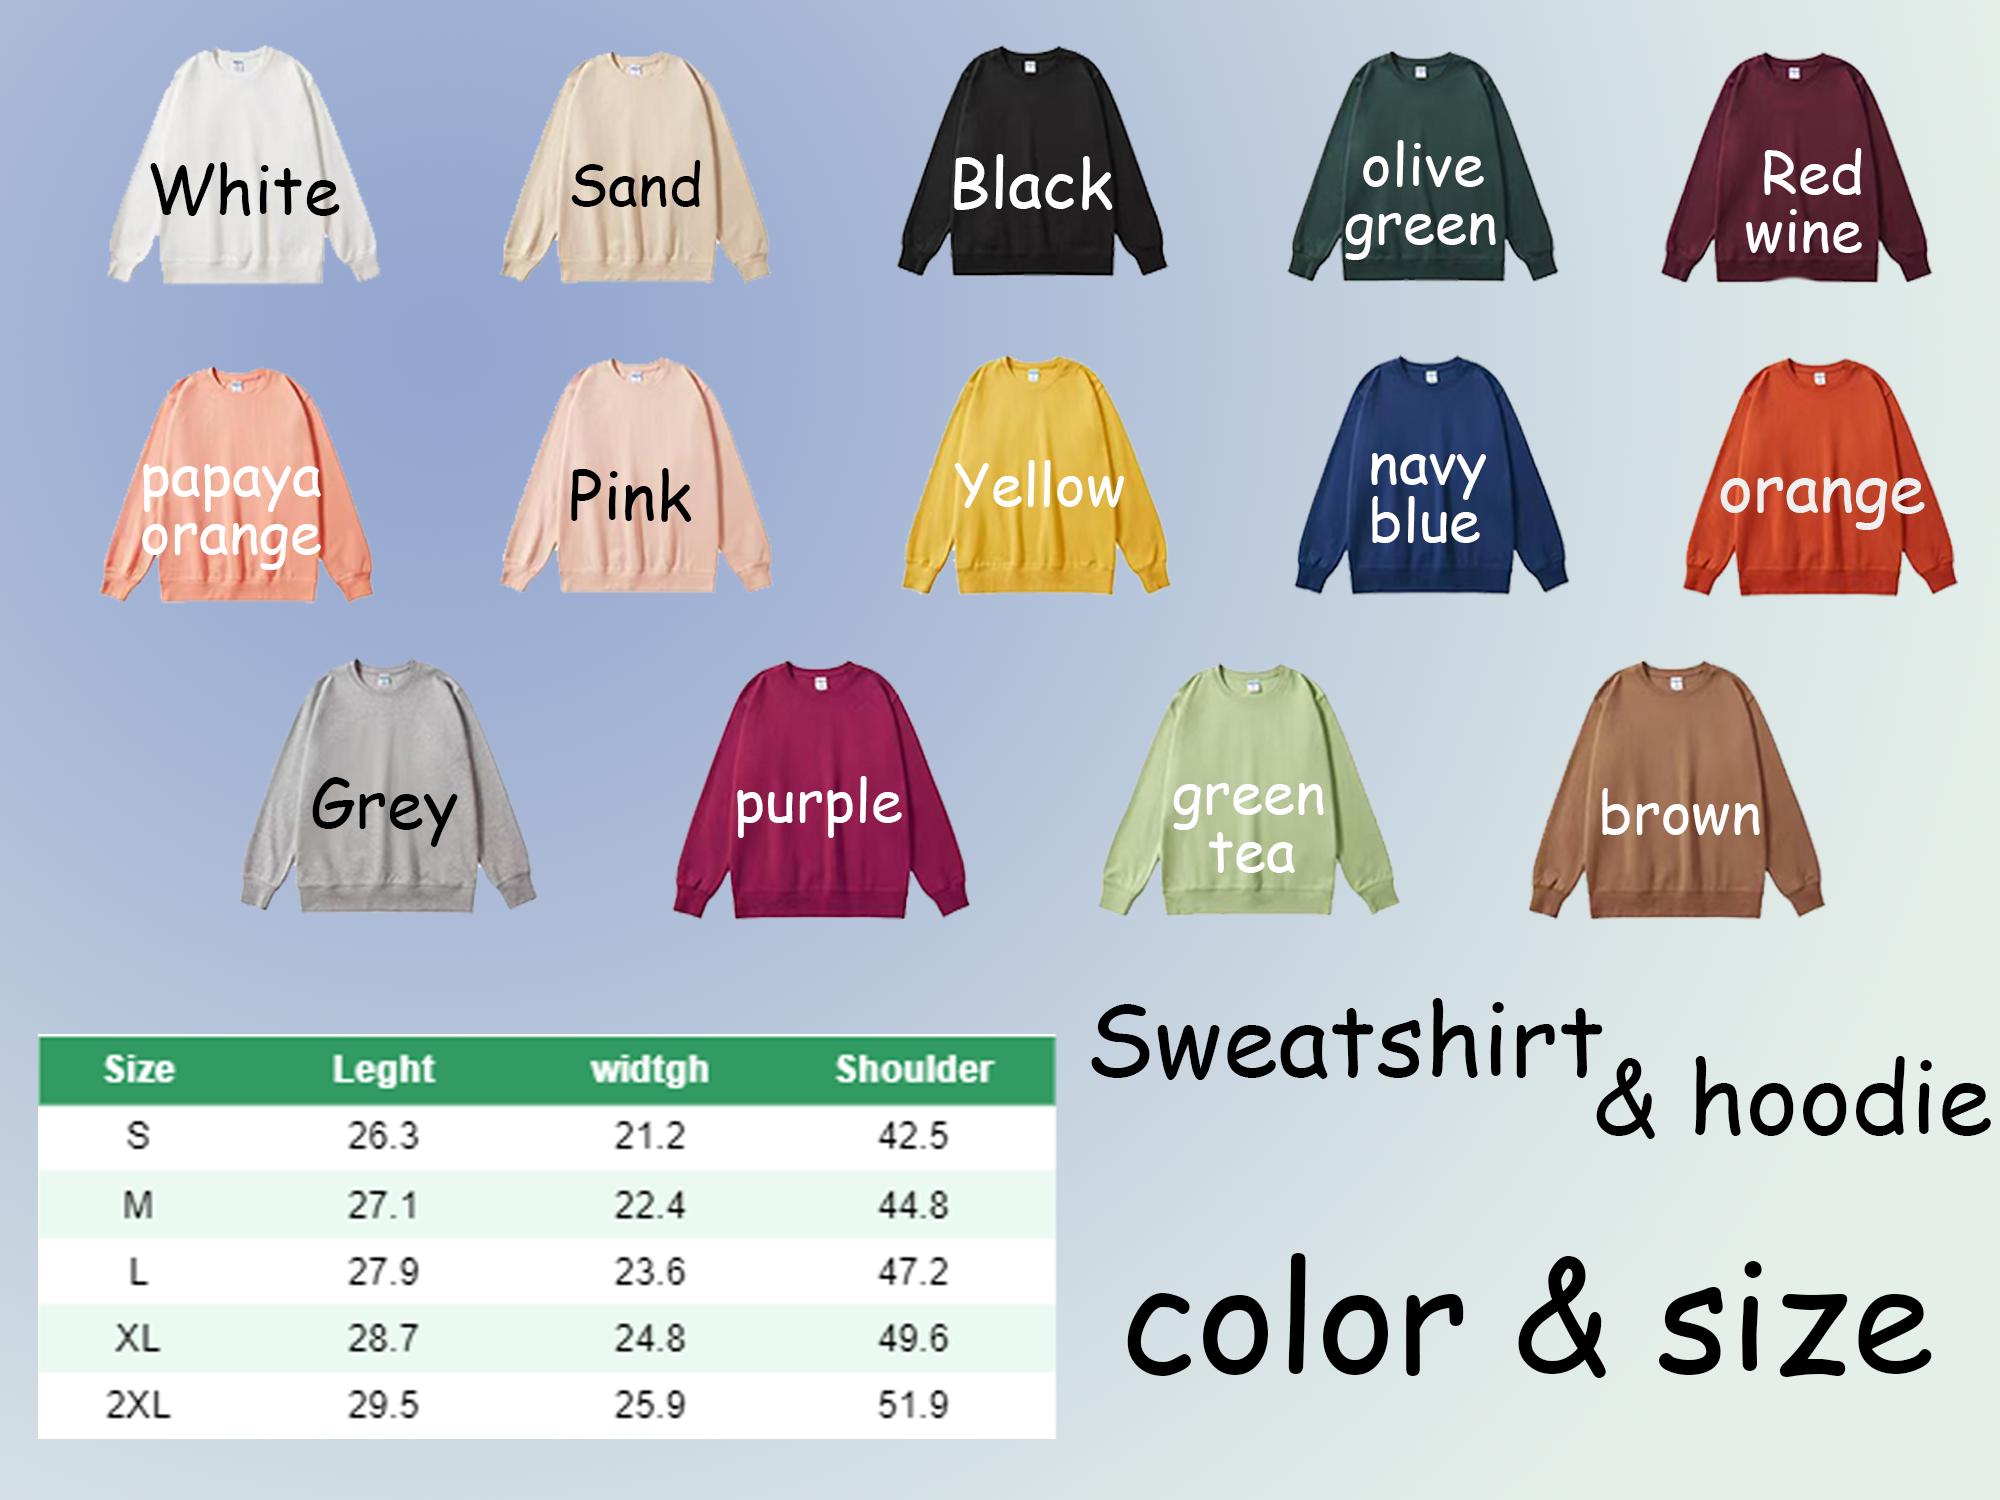 White
Sand
Black
olive
green
Red
wine
papaya
orange
Pink
Yellow
navy
blue
orange
Grey
purple
green
tea
brown
Sweatshirt
& hoodie
color & size
Size Leght widtgh Shoulder
S 26.3 21.2 42.5
M 27.1 22.4 44.8
L 27.9 23.6 47.2
XL 28.7 24.8 49.6
2XL 29.5 25.9 51.9